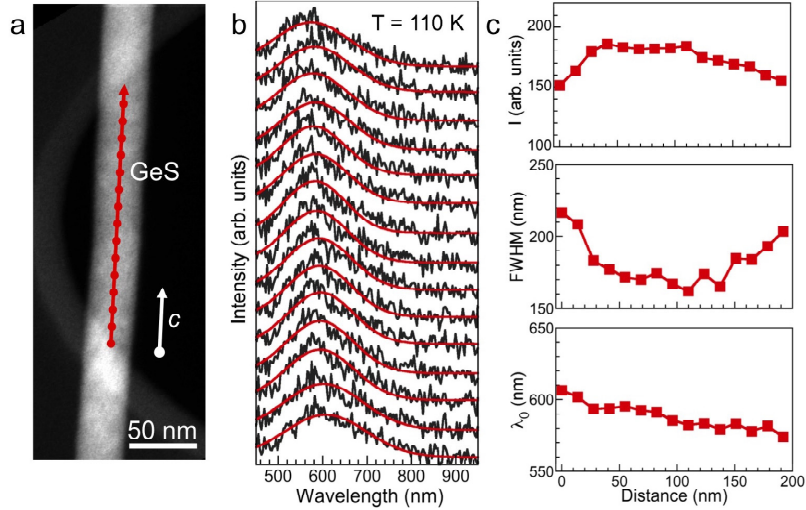 a
GeS
c
50 nm
b
T = 110 K
Intensity (arb. units)
500 600 700 800 900
Wavelength (nm)
c
200
150
100
I (arb. units)
250
200
150
FWHM (nm)
650
600
550
λ₀ (nm)
0 50 100 150 200
Distance (nm)